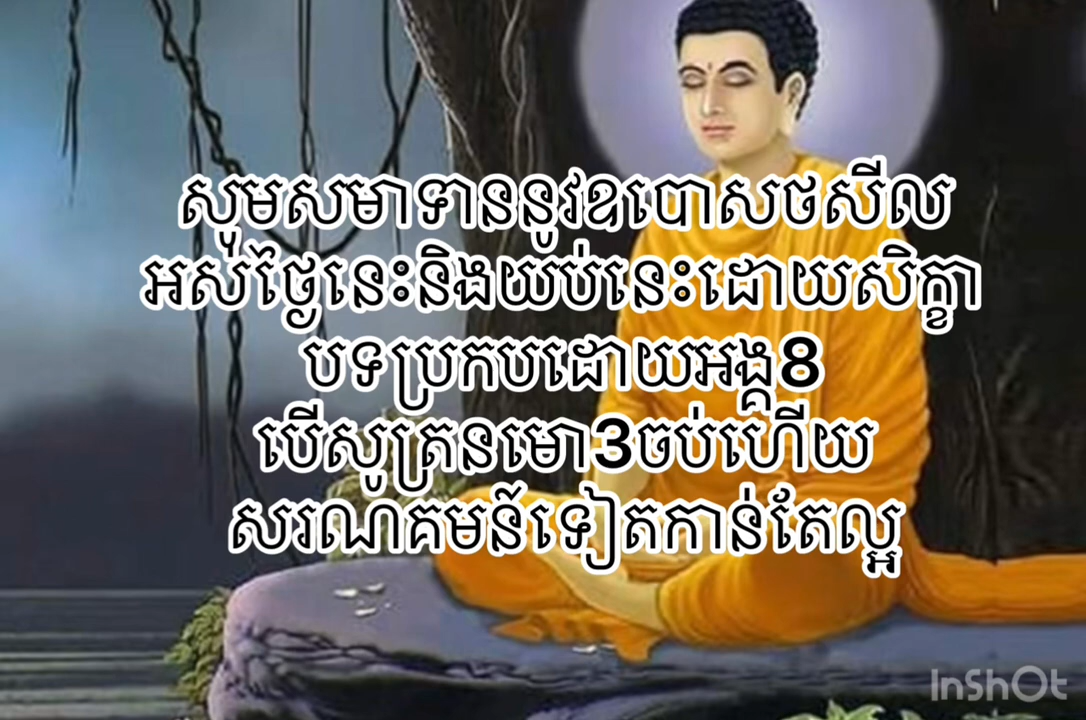 សូមសមាទាននូវឧបោសថសីល
អស់ថ្ងៃនេះនិងយប់នេះដោយសិក្ខា
បទប្រកបដោយអង្គ8
បើសូត្រនមោ3ចប់ហើយ
សរណគមន៍ទៀតកាន់តែល្អ
InShOt